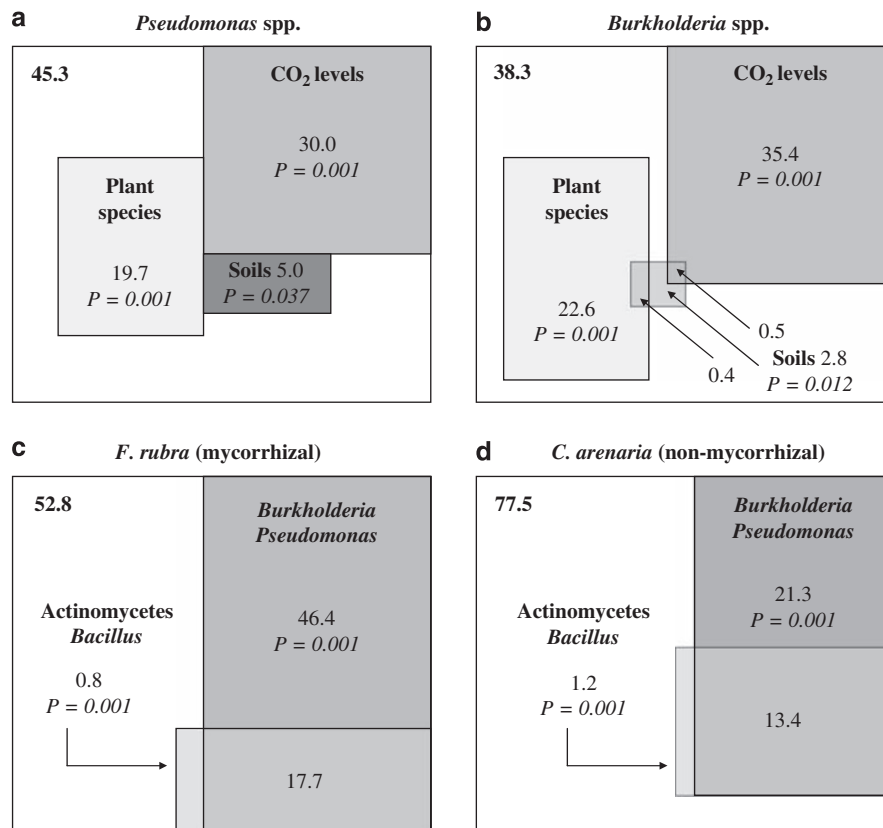 a
Pseudomonas spp.
45.3
CO₂ levels
30.0
P = 0.001
Plant
species
19.7
P = 0.001
Soils 5.0
P = 0.037
b
Burkholderia spp.
38.3
CO₂ levels
35.4
P = 0.001
Plant
species
22.6
P = 0.001
0.5
Soils 2.8
P = 0.012
0.4
c
F. rubra (mycorrhizal)
52.8
Burkholderia
Pseudomonas
46.4
P = 0.001
Actinomycetes
Bacillus
0.8
P = 0.001
17.7
d
C. arenaria (non-mycorrhizal)
77.5
Burkholderia
Pseudomonas
21.3
P = 0.001
Actinomycetes
Bacillus
1.2
P = 0.001
13.4